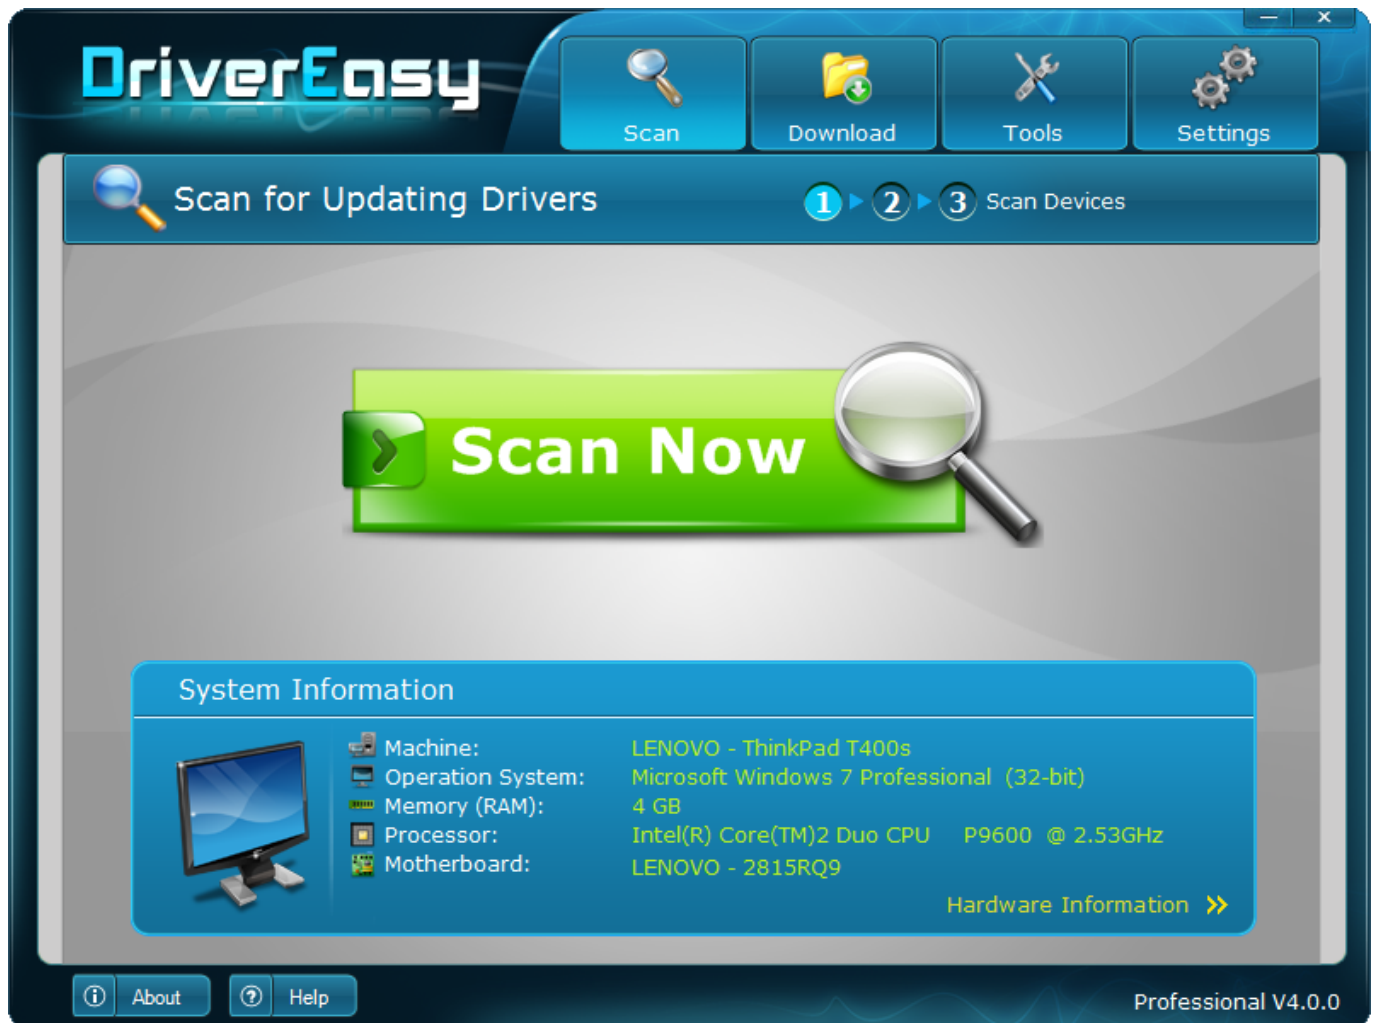 DriverEasy
Scan
Download
Tools
Settings
Scan for Updating Drivers
1 2 3 Scan Devices
Scan Now
System Information
Machine: LENOVO - ThinkPad T400s
Operation System: Microsoft Windows 7 Professional (32-bit)
Memory (RAM): 4 GB
Processor: Intel(R) Core(TM)2 Duo CPU P9600 @ 2.53GHz
Motherboard: LENOVO - 2815RQ9
Hardware Information
About
Help
Professional V4.0.0